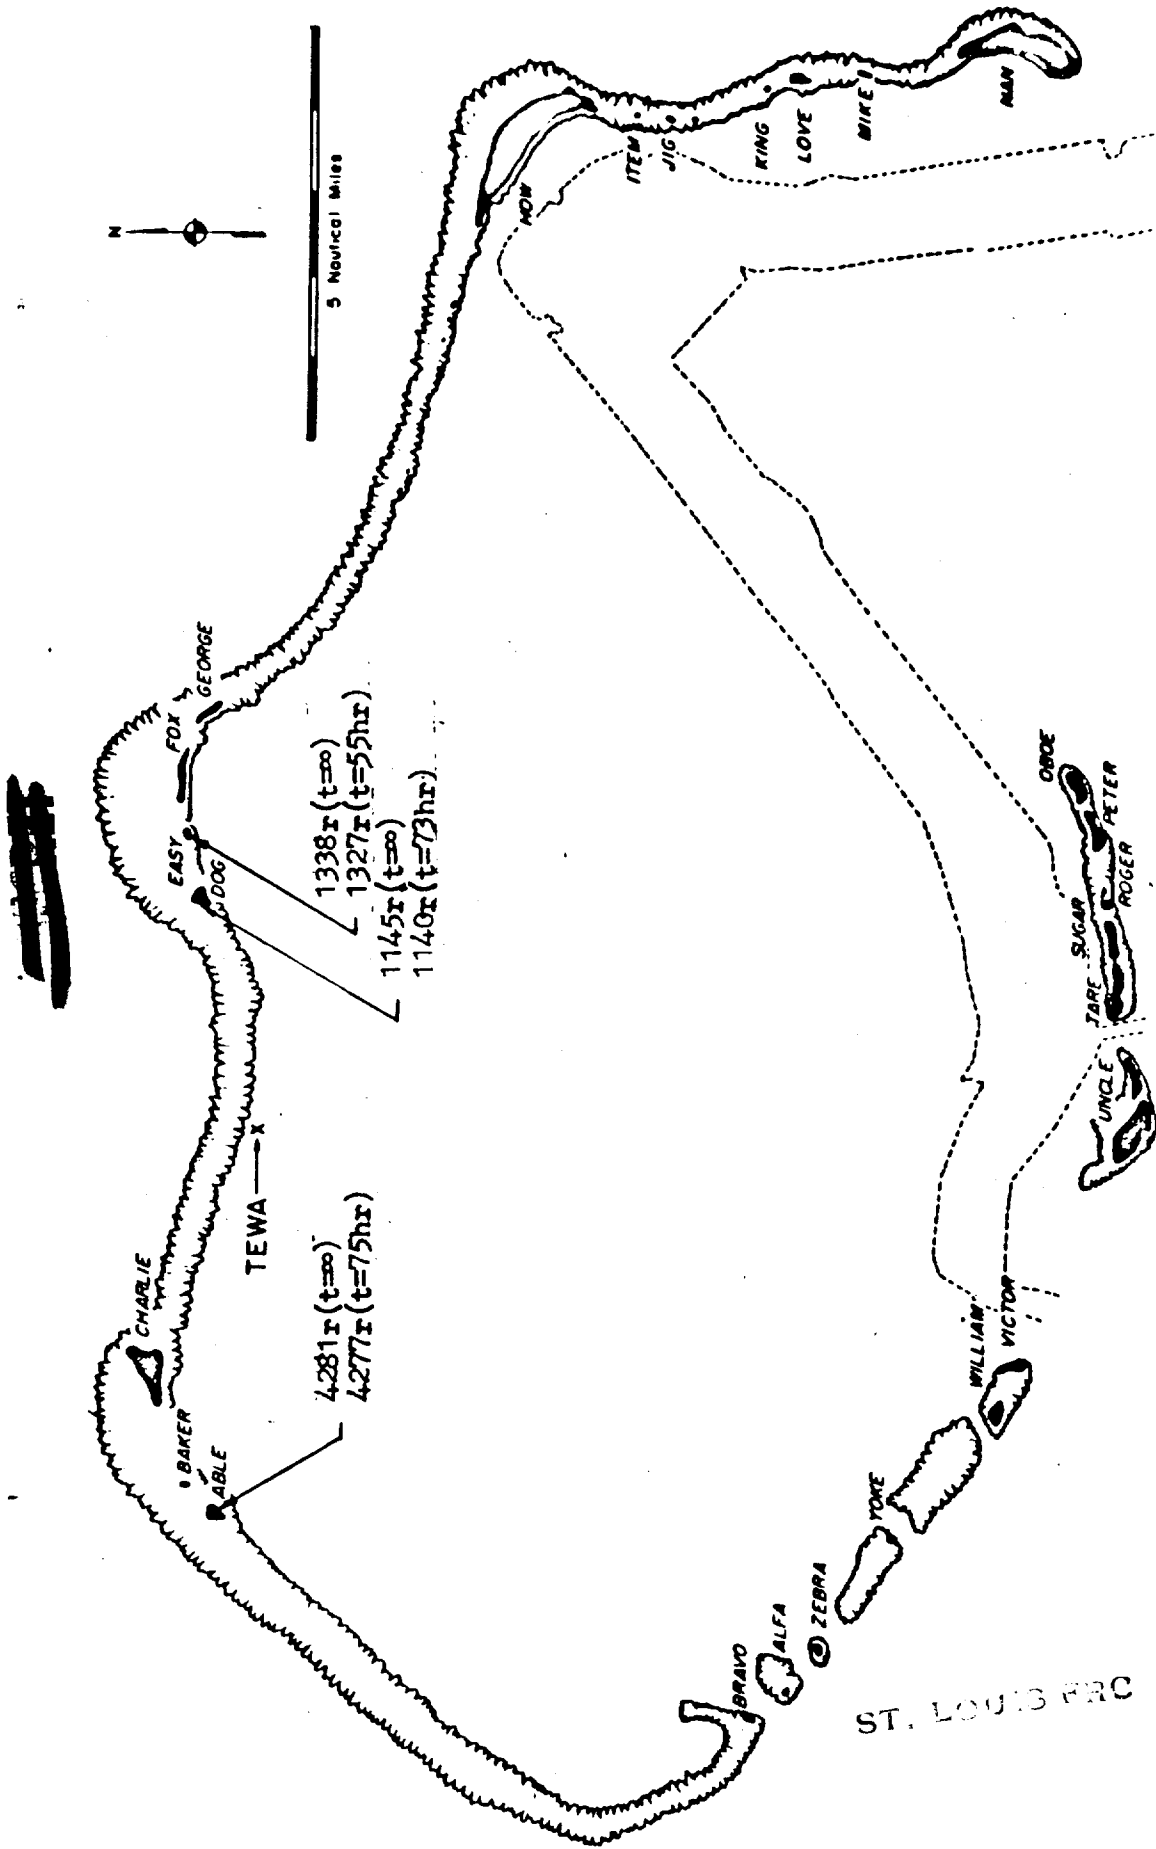 N
5 Nautical Miles
CHARLIE
BAKER
ABLE
4281r(t=∞)
4277r(t=75hr)
TEWA
X
EASY
FOX
GEORGE
DOG
1338r(t=∞)
1327r(t=55hr)
1145r(t=∞)
1140r(t=73hr)
HOW
ITEM
JIG
KING
LOVE
MIKE
MAN
OBOE
PETER
ROGER
SUGAR
TARE
UNCLE
VICTOR
WILLIAM
YOKE
ZEBRA
ALFA
BRAVO
ST. LOUIS FRC